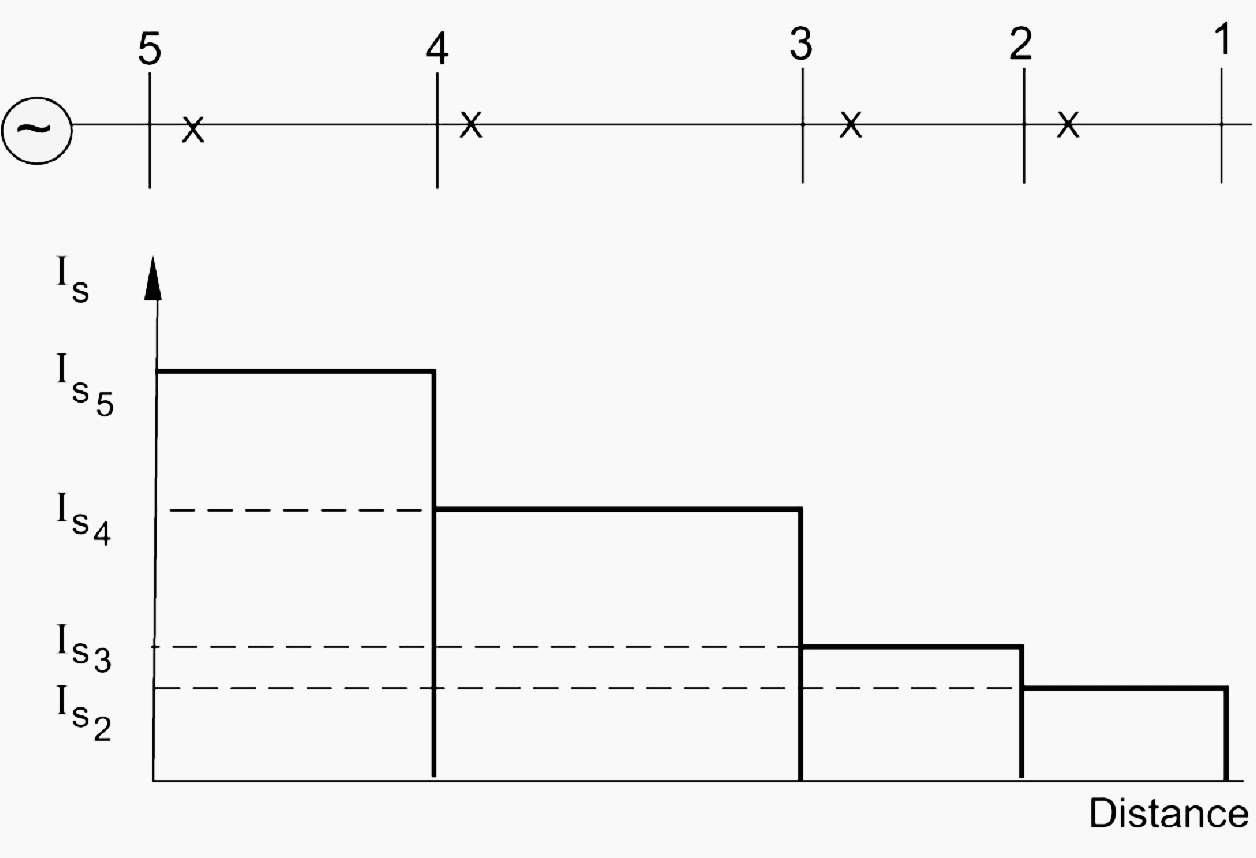 5 4 3 2 1
~ x x x x
Is
Is5
Is4
Is3
Is2
Distance